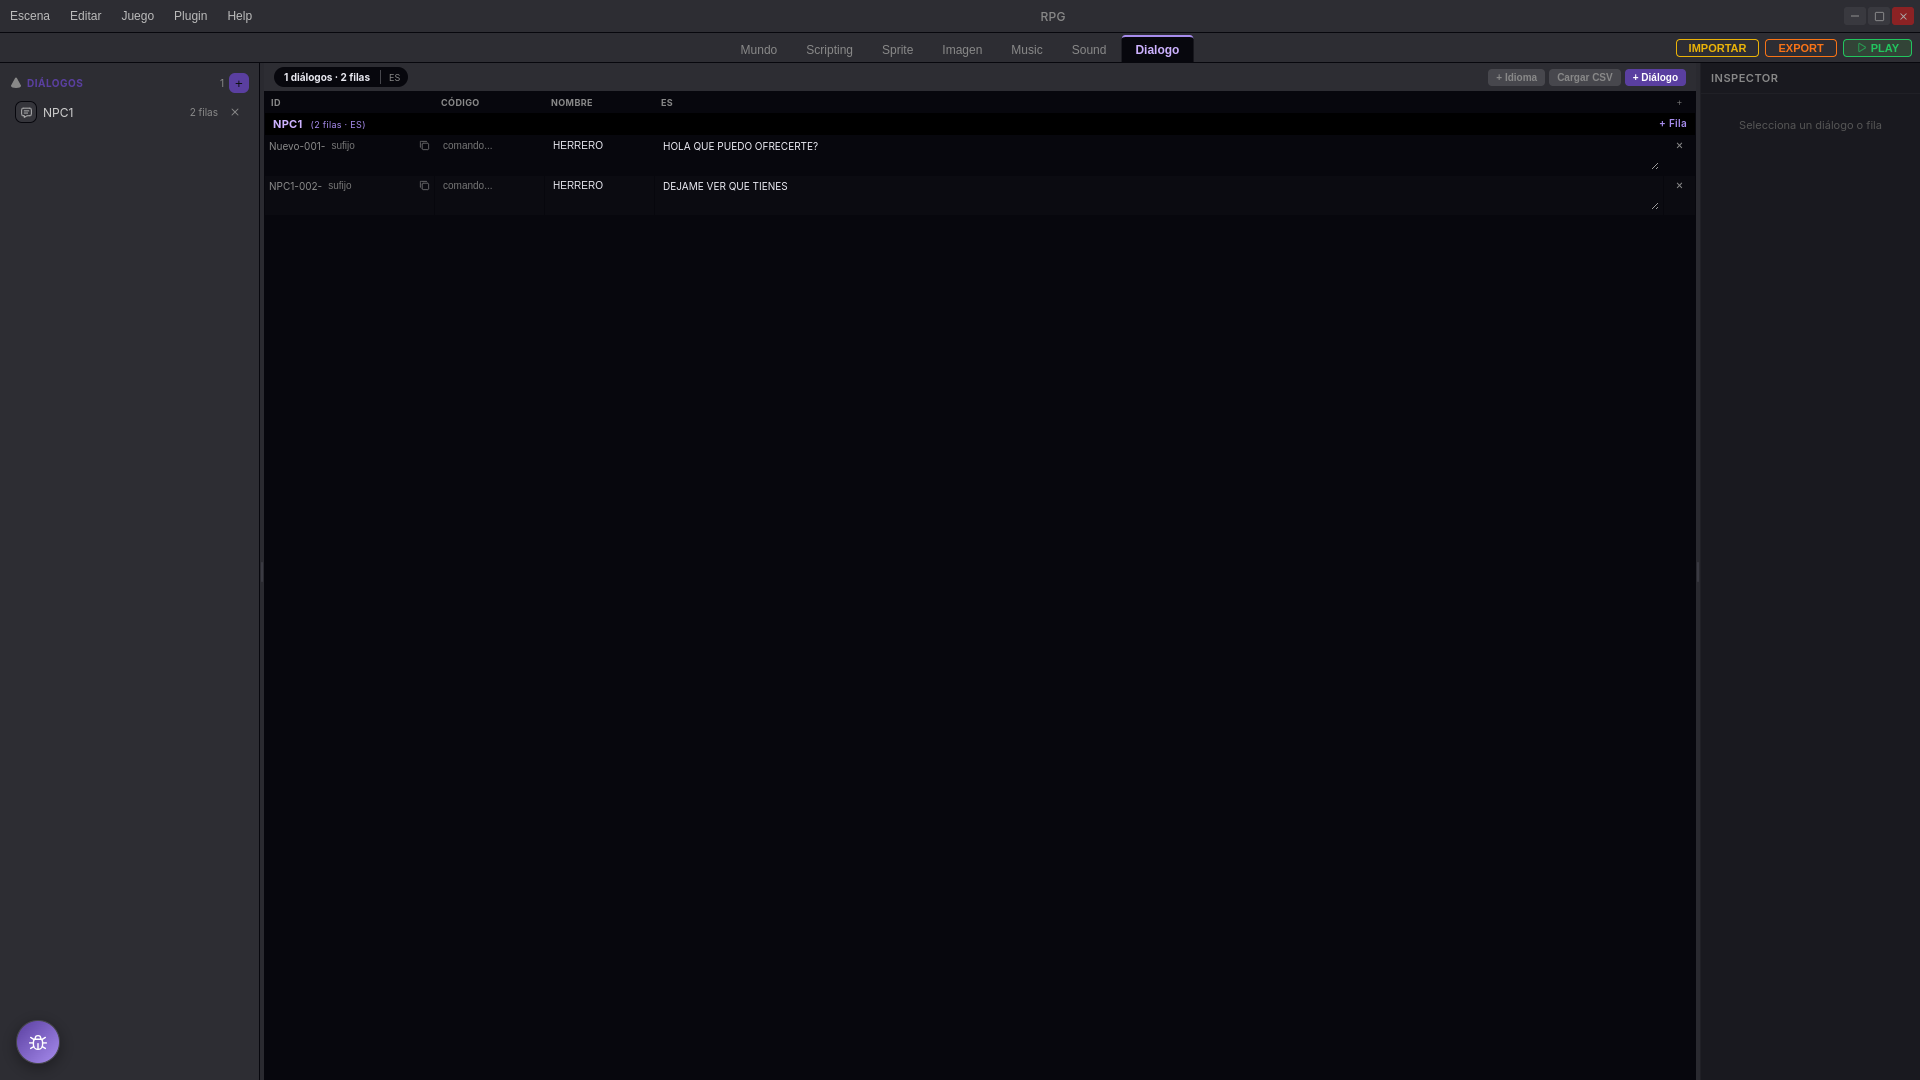 Escena Editar Juego Plugin Help RPG
Mundo Scripting Sprite Imagen Music Sound Dialogo IMPORTAR EXPORT PLAY
DIÁLOGOS 1 +
NPC1 2 filas
1 diálogos · 2 filas ES + Idioma Cargar CSV + Diálogo
ID CÓDIGO NOMBRE ES +
NPC1 (2 filas · ES) + Fila
Nuevo-001- sufijo comando... HERRERO HOLA QUE PUEDO OFRECERTE? ×
NPC1-002- sufijo comando... HERRERO DEJAME VER QUE TIENES ×
INSPECTOR
Selecciona un diálogo o fila